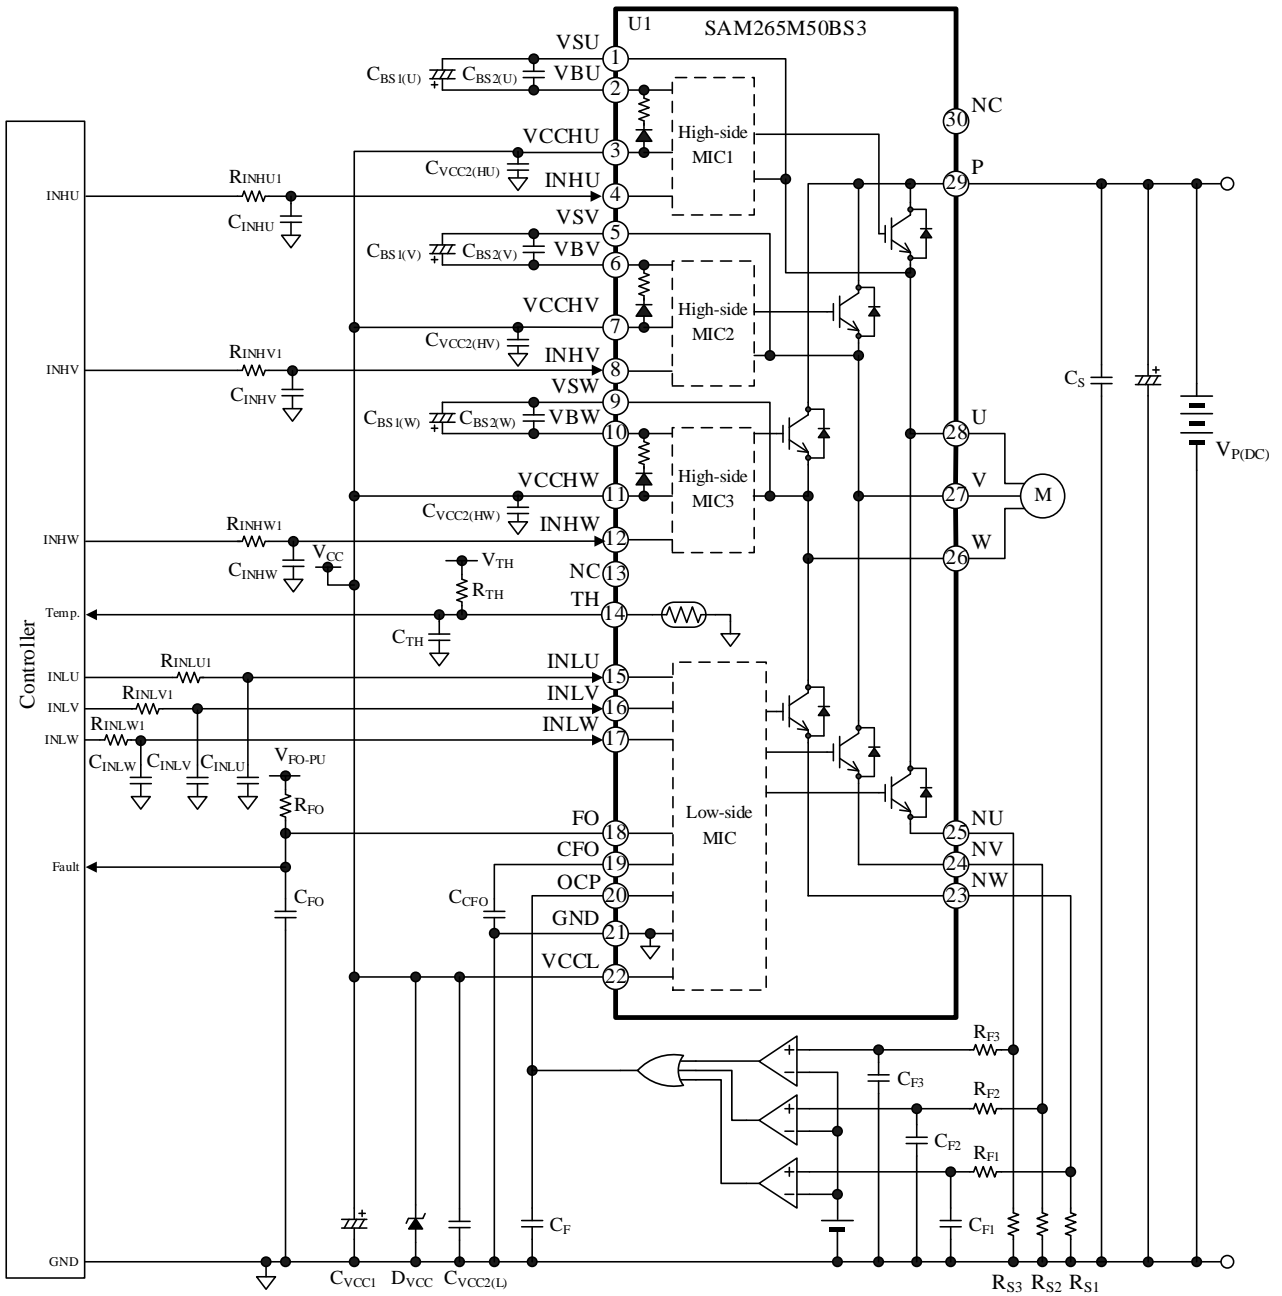 U1 SAM265M50BS3
VSU
1
CBS1(U) CBS2(U) VBU
+
2
High-side
MIC1
VCCHU
3
CVCC2(HU)
NC
30
P
29
INHU
RINHU1
INHU
4
CINHU
VSV
5
CBS1(V) CBS2(V) VBV
+
6
High-side
MIC2
VCCHV
7
CVCC2(HV)
INHV
RINHV1
INHV
8
CINHV
VSW
9
CBS1(W) CBS2(W) VBW
+
10
High-side
MIC3
VCCHW
11
CVCC2(HW)
CS
+
VP(DC)
U
28
V
27
M
W
26
INHW
RINHW1
INHW
12
CINHW
VCC
NC
13
VTH
RTH
Temp.
TH
14
CTH
Controller
INLU
RINLU1
INLU
15
INLV
RINLV1
INLV
16
INLW
RINLW1
INLW
17
CINLW CINLV CINLU
VFO-PU
RFO
Low-side
MIC
FO
18
NU
25
Fault
CFO
19
NV
24
CFO
CCFO
OCP
20
NW
23
GND
21
VCCL
22
+
−
RF3
CF3
+
−
RF2
CF2
+
−
RF1
CF1
+
CF
GND
CVCC1 DVCC CVCC2(L)
RS3 RS2 RS1